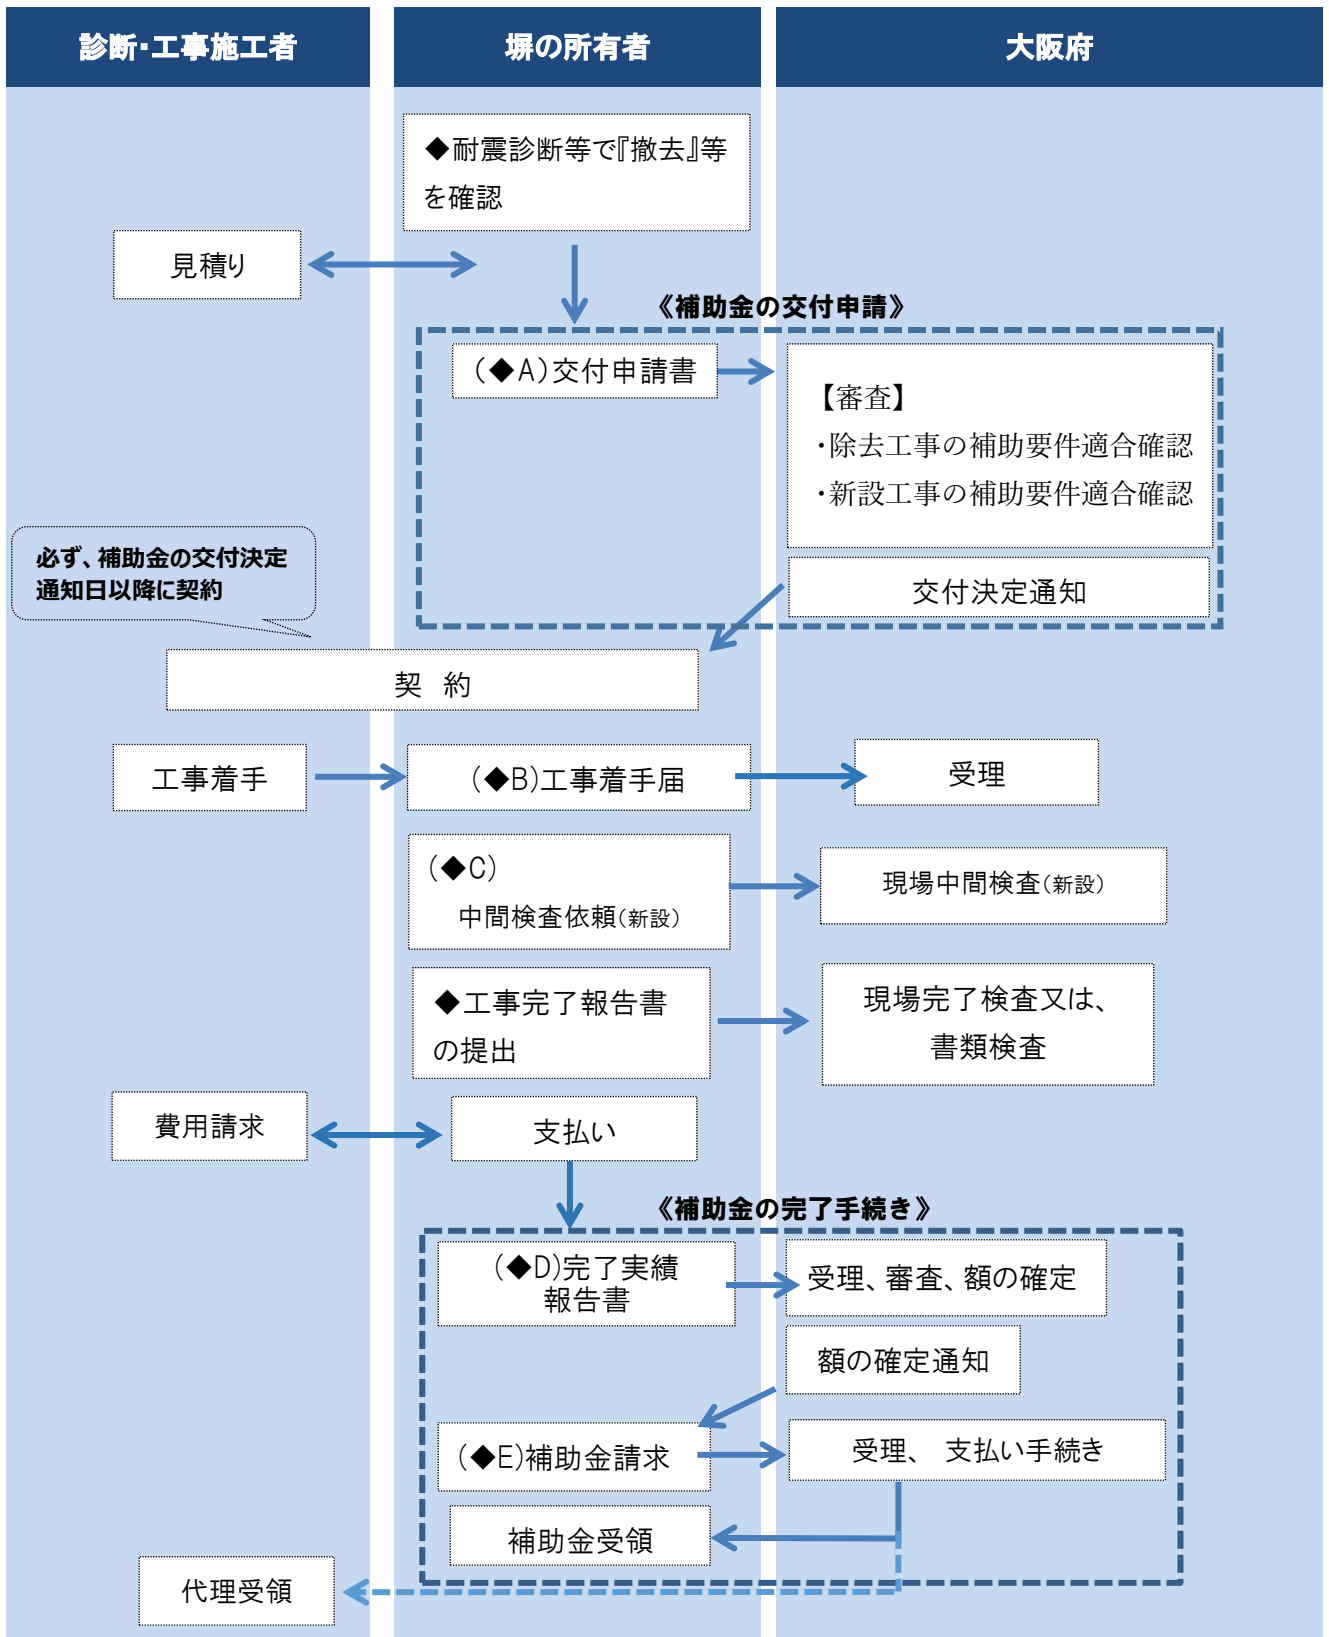 診断・工事施工者
塀の所有者
大阪府
◆耐震診断等で『撤去』等
を確認
見積り
《補助金の交付申請》
(◆A)交付申請書
【審査】
・除去工事の補助要件適合確認
・新設工事の補助要件適合確認
必ず、補助金の交付決定
通知日以降に契約
交付決定通知
契 約
工事着手
(◆B)工事着手届
受理
(◆C)
中間検査依頼(新設)
現場中間検査(新設)
◆工事完了報告書
の提出
現場完了検査又は、
書類検査
費用請求
支払い
《補助金の完了手続き》
(◆D)完了実績
報告書
受理、審査、額の確定
額の確定通知
(◆E)補助金請求
受理、 支払い手続き
補助金受領
代理受領